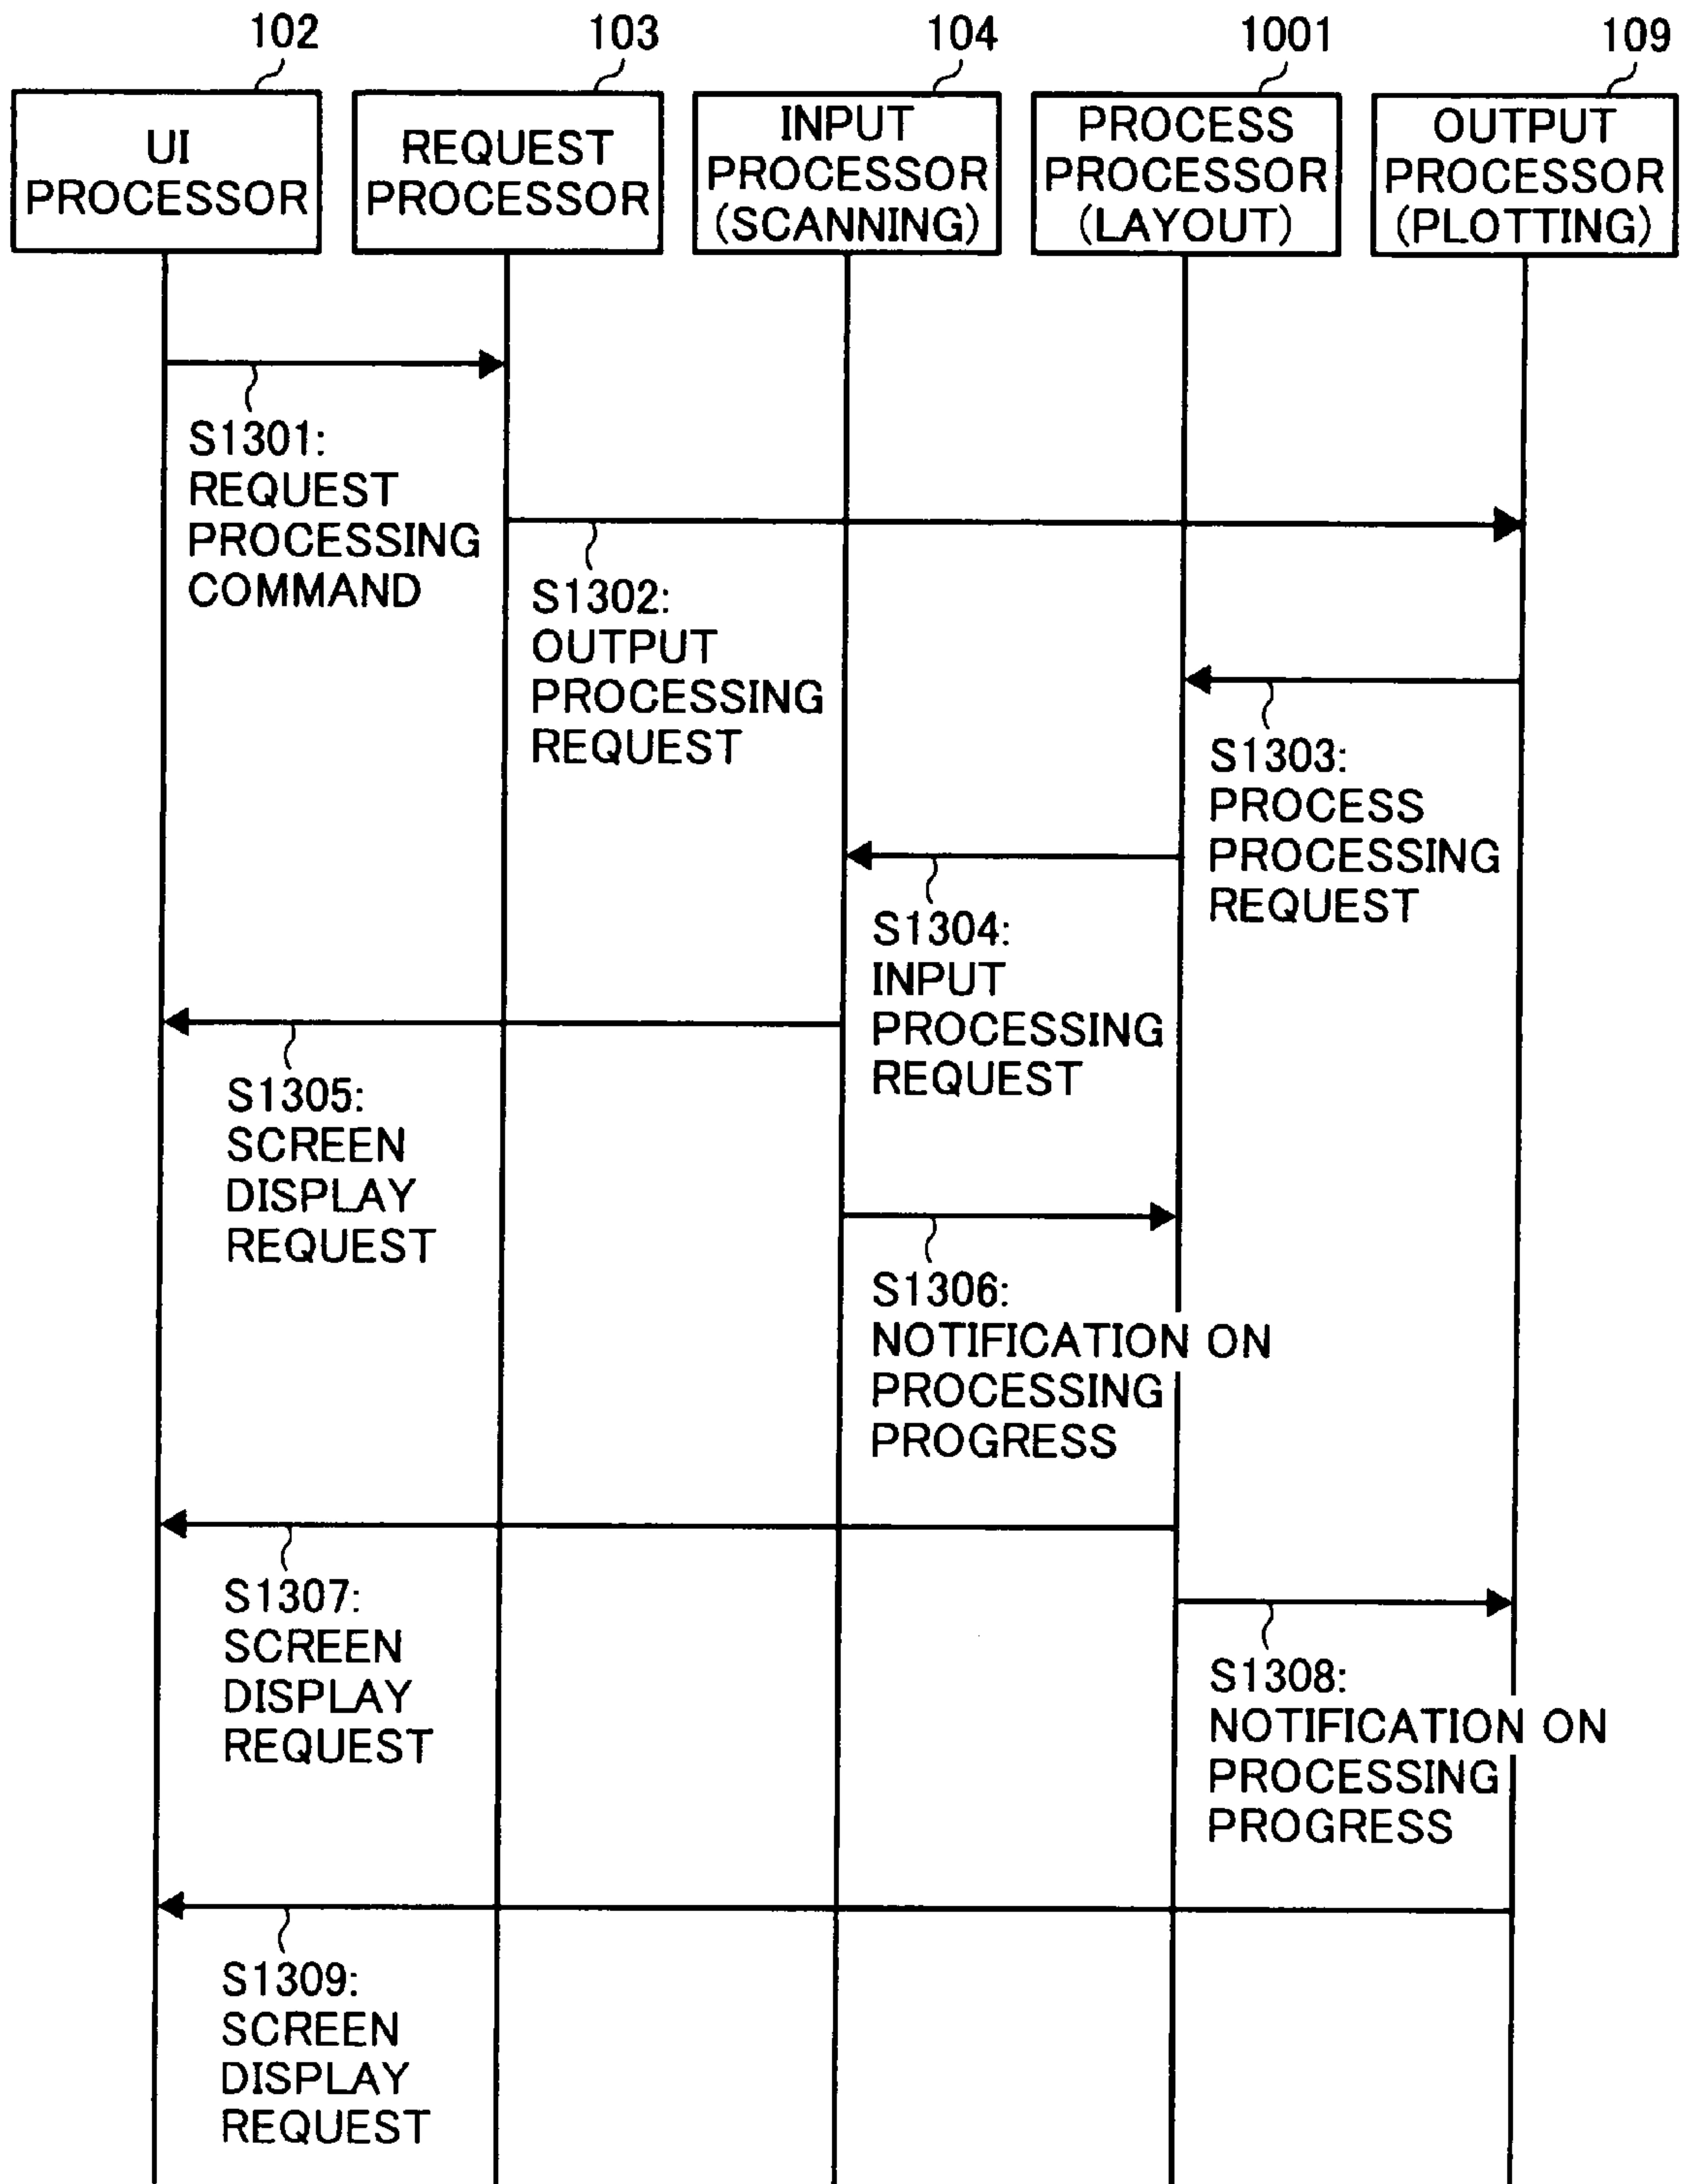 102
103
104
1001
109
UI
PROCESSOR
REQUEST
PROCESSOR
INPUT
PROCESSOR
(SCANNING)
PROCESS
PROCESSOR
(LAYOUT)
OUTPUT
PROCESSOR
(PLOTTING)
S1301:
REQUEST
PROCESSING
COMMAND
S1302:
OUTPUT
PROCESSING
REQUEST
S1303:
PROCESS
PROCESSING
REQUEST
S1304:
INPUT
PROCESSING
REQUEST
S1305:
SCREEN
DISPLAY
REQUEST
S1306:
NOTIFICATION ON
PROCESSING
PROGRESS
S1307:
SCREEN
DISPLAY
REQUEST
S1308:
NOTIFICATION ON
PROCESSING
PROGRESS
S1309:
SCREEN
DISPLAY
REQUEST